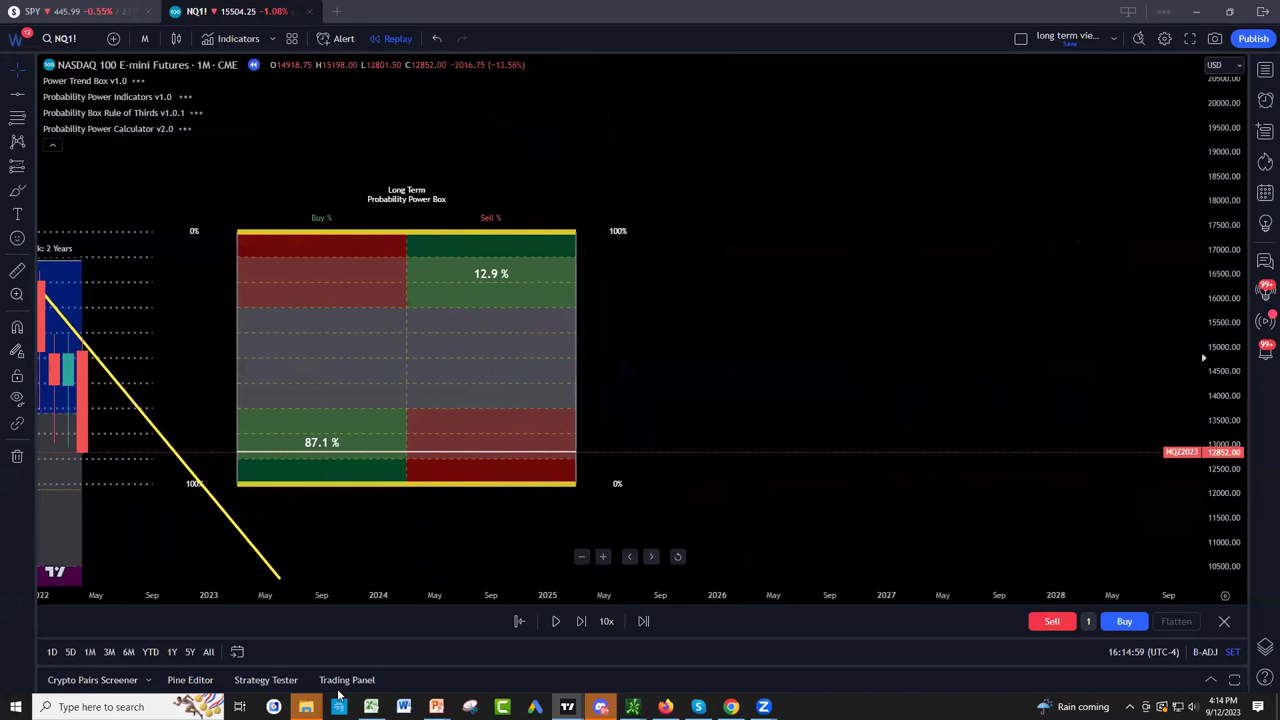 SPY ▼ 445.99 −0.55% / 2
NQ1! ▼ 15504.25 −1.08% /
12
NQ1!
M
Indicators
Alert
Replay
long term vie...
Save
Publish
NASDAQ 100 E-mini Futures · 1M · CME
O14918.75 H15198.00 L12801.50 C12852.00 −2016.75 (−13.56%)
USD
Power Trend Box v1.0
Probability Power Indicators v1.0
Probability Box Rule of Thirds v1.0.1
Probability Power Calculator v2.0
20500.00
20000.00
19500.00
19000.00
18500.00
18000.00
17500.00
17000.00
16500.00
16000.00
15500.00
15000.00
14500.00
14000.00
13500.00
13000.00
NQZ2023 12852.00
12500.00
12000.00
11500.00
11000.00
10500.00
Long Term
Probability Power Box
Buy %
Sell %
0%
100%
k: 2 Years
12.9 %
87.1 %
100%
0%
99+
99+
022 May Sep 2023 May Sep 2024 May Sep 2025 May Sep 2026 May Sep 2027 May Sep 2028 May Sep
10x
Sell 1 Buy Flatten
1D 5D 1M 3M 6M YTD 1Y 5Y All
16:14:59 (UTC-4) B-ADJ SET
Crypto Pairs Screener
Pine Editor
Strategy Tester
Trading Panel
Type here to search
Rain coming
4:14 PM
9/12/2023